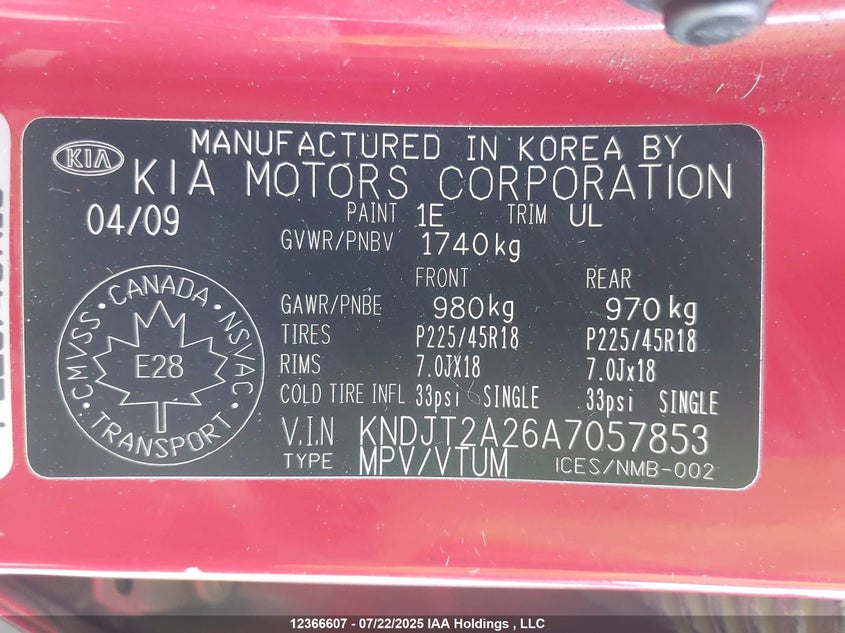 MANUFACTURED IN KOREA BY
KIA
KIA MOTORS CORPORATION
04/09 PAINT 1E TRIM UL
GVWR/PNBV 1740kg
FRONT REAR
GAWR/PNBE 980kg 970kg
TIRES P225/45R18 P225/45R18
RIMS 7.0JX18 7.0Jx18
COLD TIRE INFL 33psi SINGLE 33psi SINGLE
V.I.N KNDJT2A26A7057853
TYPE MPV/VTUM ICES/NMB-002
CMVSS · CANADA · NSVAC · TRANSPORT ·
E28
12366607 - 07/22/2025 IAA Holdings , LLC